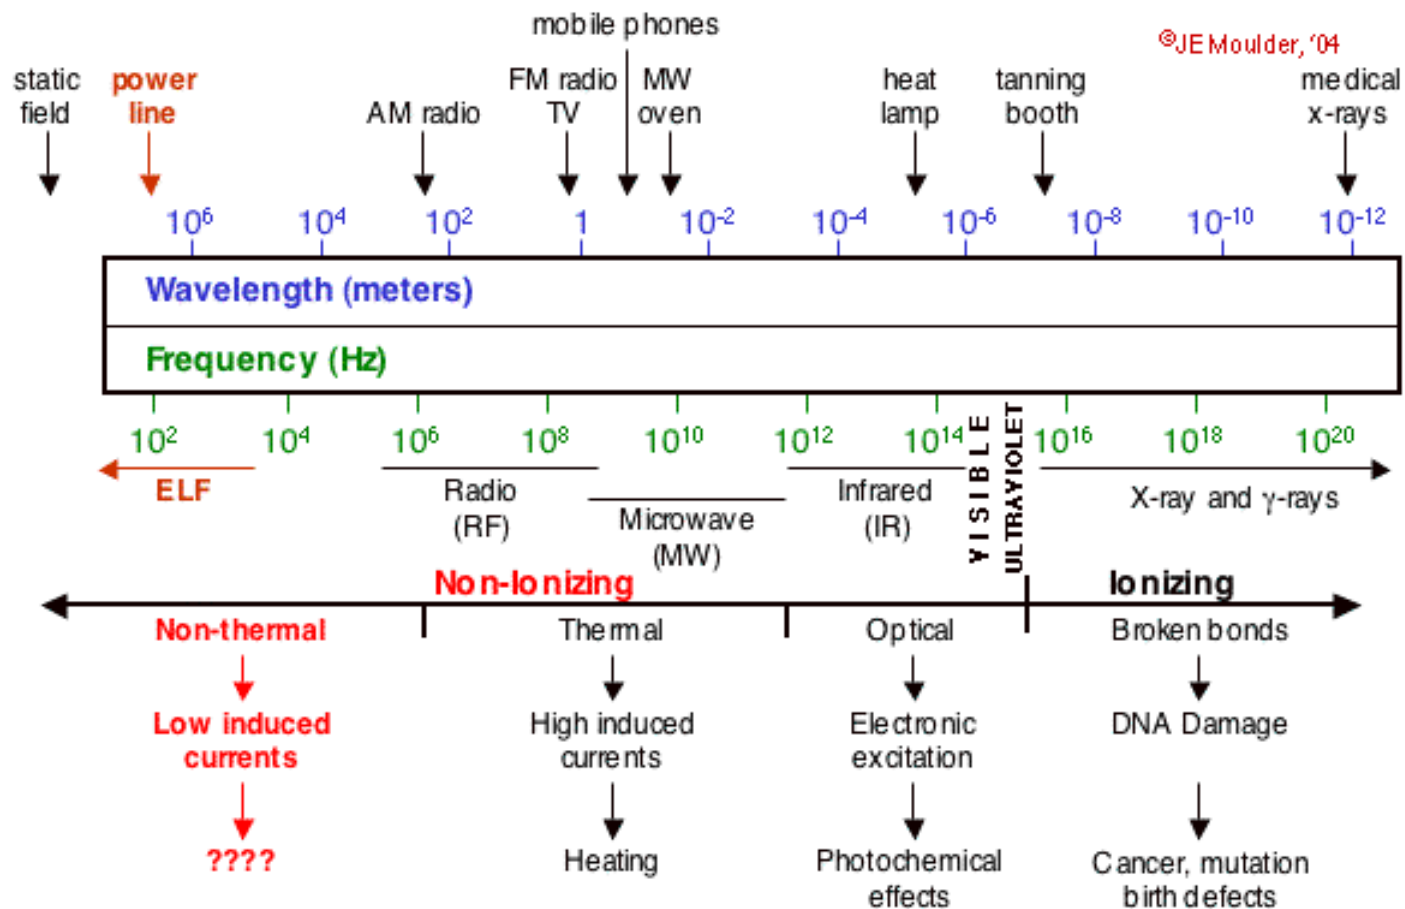 mobile phones
©JE Moulder, '04
static field
power line
AM radio
FM radio TV
MW oven
heat lamp
tanning booth
medical x-rays
10⁶ 10⁴ 10² 1 10⁻² 10⁻⁴ 10⁻⁶ 10⁻⁸ 10⁻¹⁰ 10⁻¹²
Wavelength (meters)
Frequency (Hz)
10² 10⁴ 10⁶ 10⁸ 10¹⁰ 10¹² 10¹⁴ 10¹⁶ 10¹⁸ 10²⁰
ELF
Radio
(RF)
Microwave
(MW)
Infrared
(IR)
VISIBLE
ULTRAVIOLET
X-ray and γ-rays
Non-Ionizing
Ionizing
Non-thermal
Thermal
Optical
Broken bonds
Low induced
currents
High induced
currents
Electronic
excitation
DNA Damage
????
Heating
Photochemical
effects
Cancer, mutation
birth defects